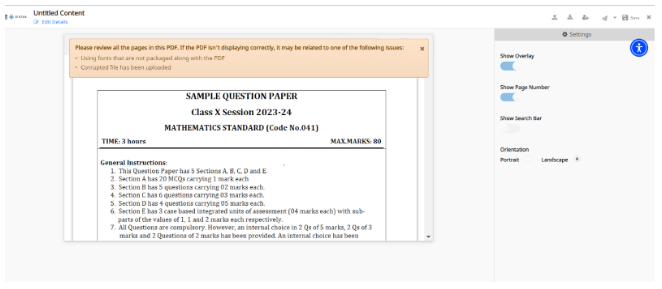 Untitled Content
Edit Details
Save
Please review all the pages in this PDF. If the PDF isn't displaying correctly, it may be related to one of the following issues:
Using fonts that are not packaged along with the PDF
Corrupted file has been uploaded
SAMPLE QUESTION PAPER
Class X Session 2023-24
MATHEMATICS STANDARD (Code No.041)
TIME: 3 hours MAX.MARKS: 80
General Instructions:
1. This Question Paper has 5 Sections A, B, C, D and E.
2. Section A has 20 MCQs carrying 1 mark each
3. Section B has 5 questions carrying 02 marks each.
4. Section C has 6 questions carrying 03 marks each.
5. Section D has 4 questions carrying 05 marks each.
6. Section E has 3 case based integrated units of assessment (04 marks each) with sub-
parts of the values of 1, 1 and 2 marks each respectively.
7. All Questions are compulsory. However, an internal choice in 2 Qs of 5 marks, 2 Qs of 3
marks and 2 Questions of 2 marks has been provided. An internal choice has been
Settings
Show Overlay
Show Page Number
Show Search Bar
Orientation
Portrait Landscape